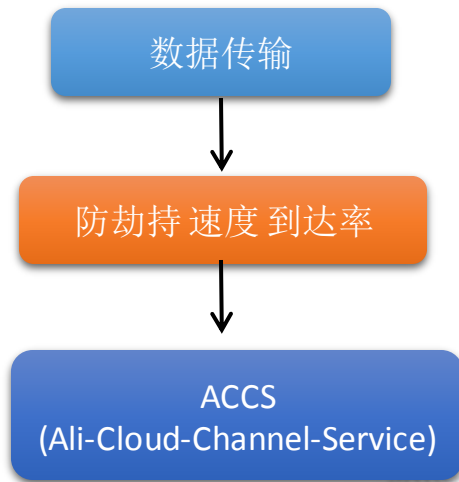 数据传输
防劫持 速度 到达率
ACCS
(Ali-Cloud-Channel-Service)